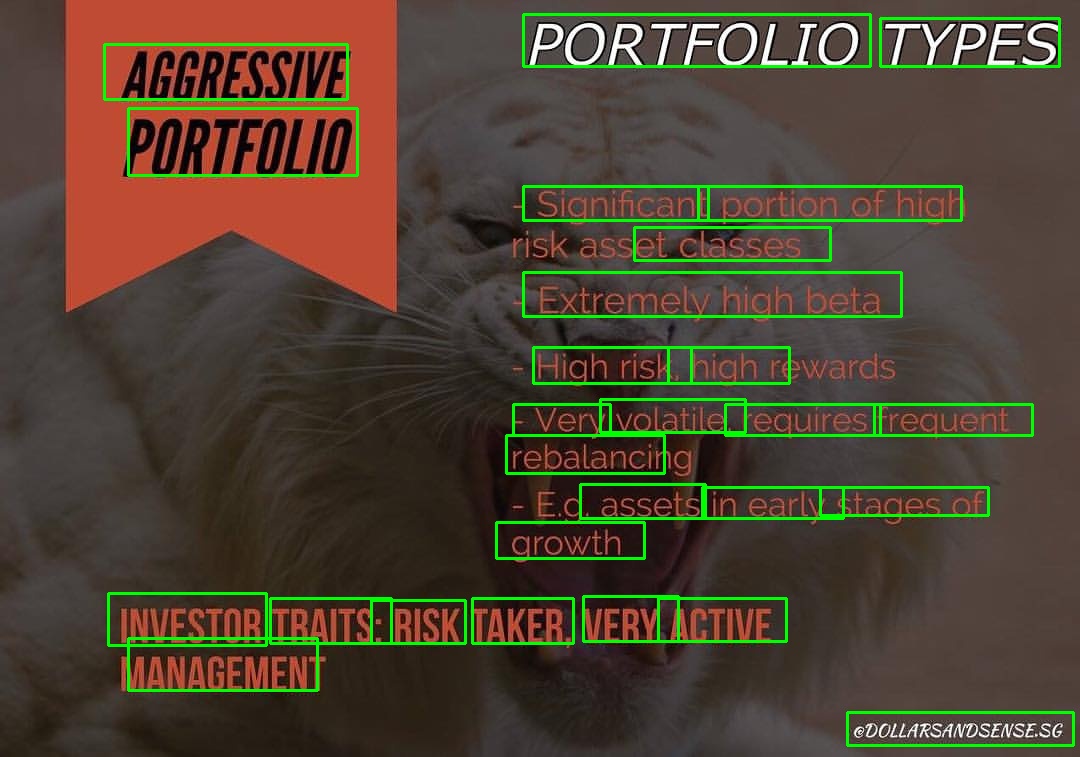 PORTFOLIO TYPES
AGGRESSIVE
PORTFOLIO
- Significant portion of high
risk asset classes
- Extremely high beta
- High risk, high rewards
- Very volatile, requires frequent
rebalancing
- E.g. assets in early stages of
growth
INVESTOR TRAITS: RISK TAKER, VERY ACTIVE
MANAGEMENT
@DOLLARSANDSENSE.SG